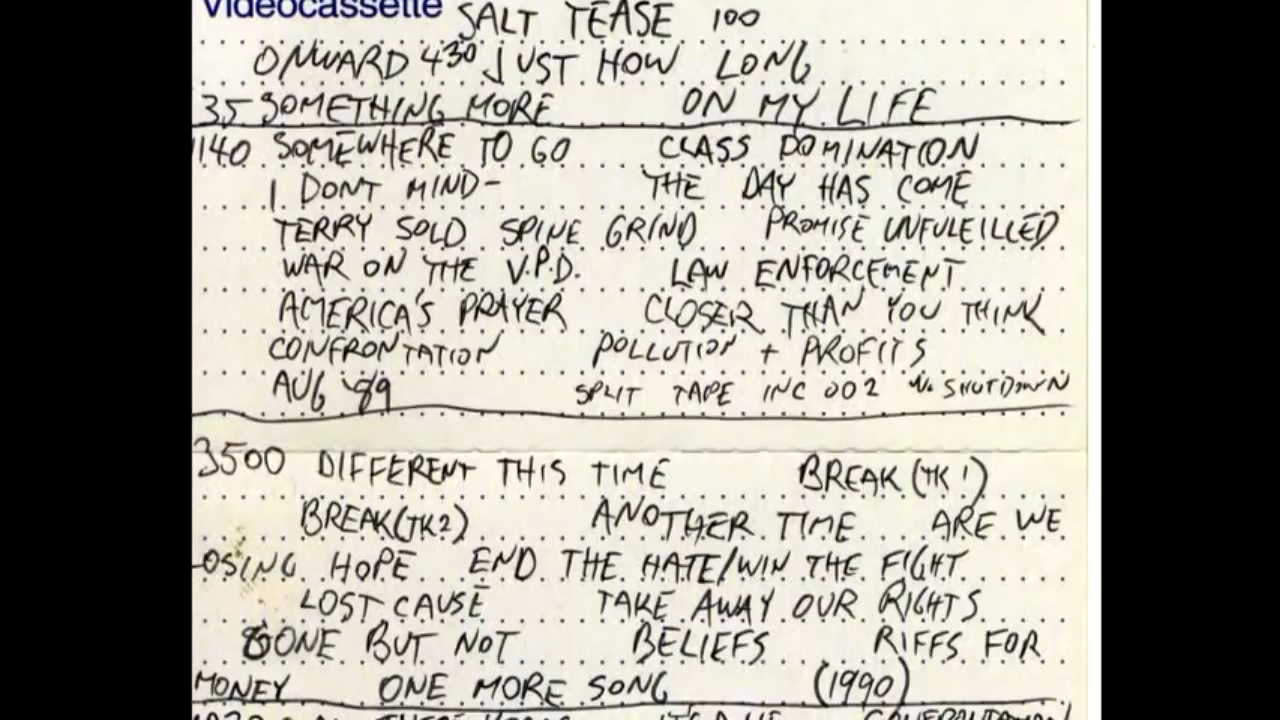 Videocassette SALT TEASE 100
ONWARD 430 JUST HOW LONG
35 SOMETHING MORE ON MY LIFE
1140 SOMEWHERE TO GO CLASS DOMINATION
I DONT MIND- THE DAY HAS COME
TERRY SOLD SPINE GRIND PROMISE UNFULEILLED
WAR ON THE V.P.D. LAW ENFORCEMENT
AMERICA'S PRAYER CLOSER THAN YOU THINK
CONFRONTATION POLLUTION + PROFITS
AUG '89 SPLIT TAPE INC 002 W. SHUTDOWN
3500 DIFFERENT THIS TIME BREAK (TK 1)
BREAK (TK2) ANOTHER TIME ARE WE
LOSING HOPE END THE HATE/WIN THE FIGHT
LOST CAUSE TAKE AWAY OUR RIGHTS
GONE BUT NOT BELIEFS RIFFS FOR
MONEY ONE MORE SONG (1990)